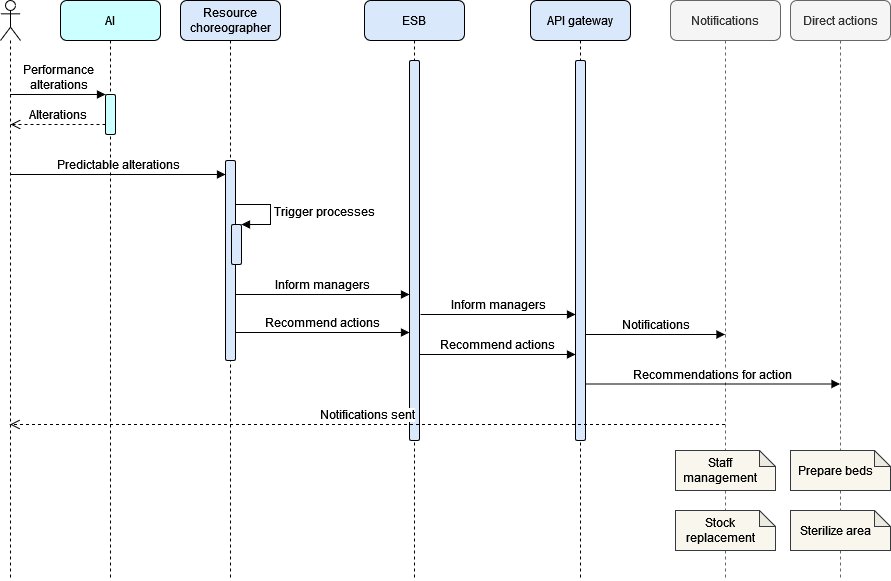 AI
Resource
choreographer
ESB
API gateway
Notifications
Direct actions
Performance
alterations
Alterations
Predictable alterations
Trigger processes
Inform managers
Inform managers
Recommend actions
Notifications
Recommend actions
Recommendations for action
Notifications sent
Staff
management
Prepare beds
Stock
replacement
Sterilize area